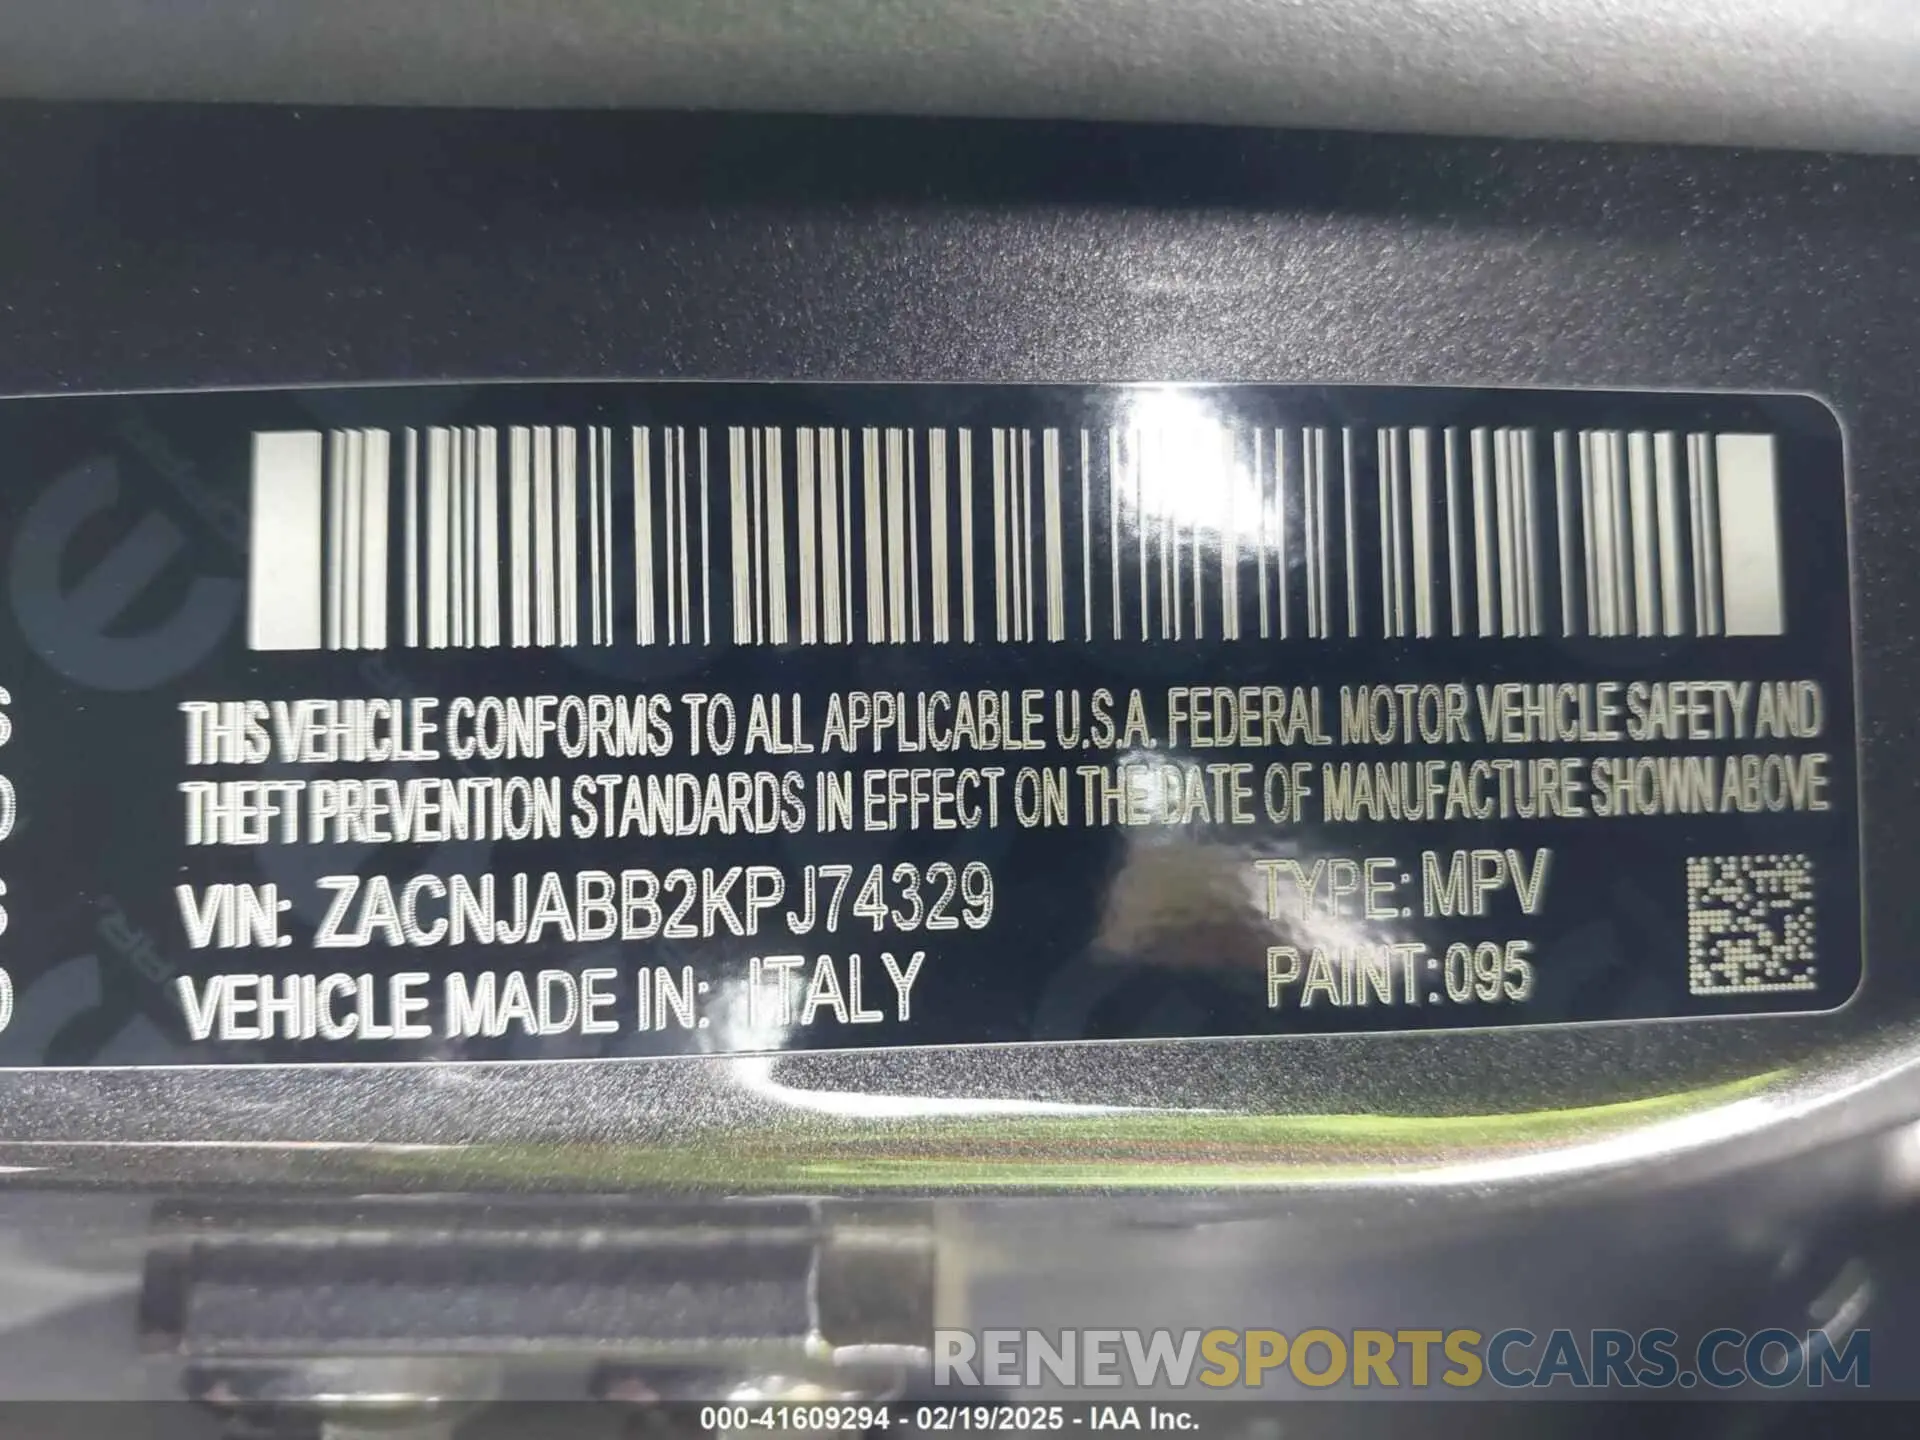 THIS VEHICLE CONFORMS TO ALL APPLICABLE U.S.A. FEDERAL MOTOR VEHICLE SAFETY AND
THEFT PREVENTION STANDARDS IN EFFECT ON THE DATE OF MANUFACTURE SHOWN ABOVE
VIN: ZACNJABB2KPJ74329
TYPE: MPV
VEHICLE MADE IN: ITALY
PAINT: 095
RENEWSPORTSCARS.COM
000-41609294 - 02/19/2025 - IAA Inc.